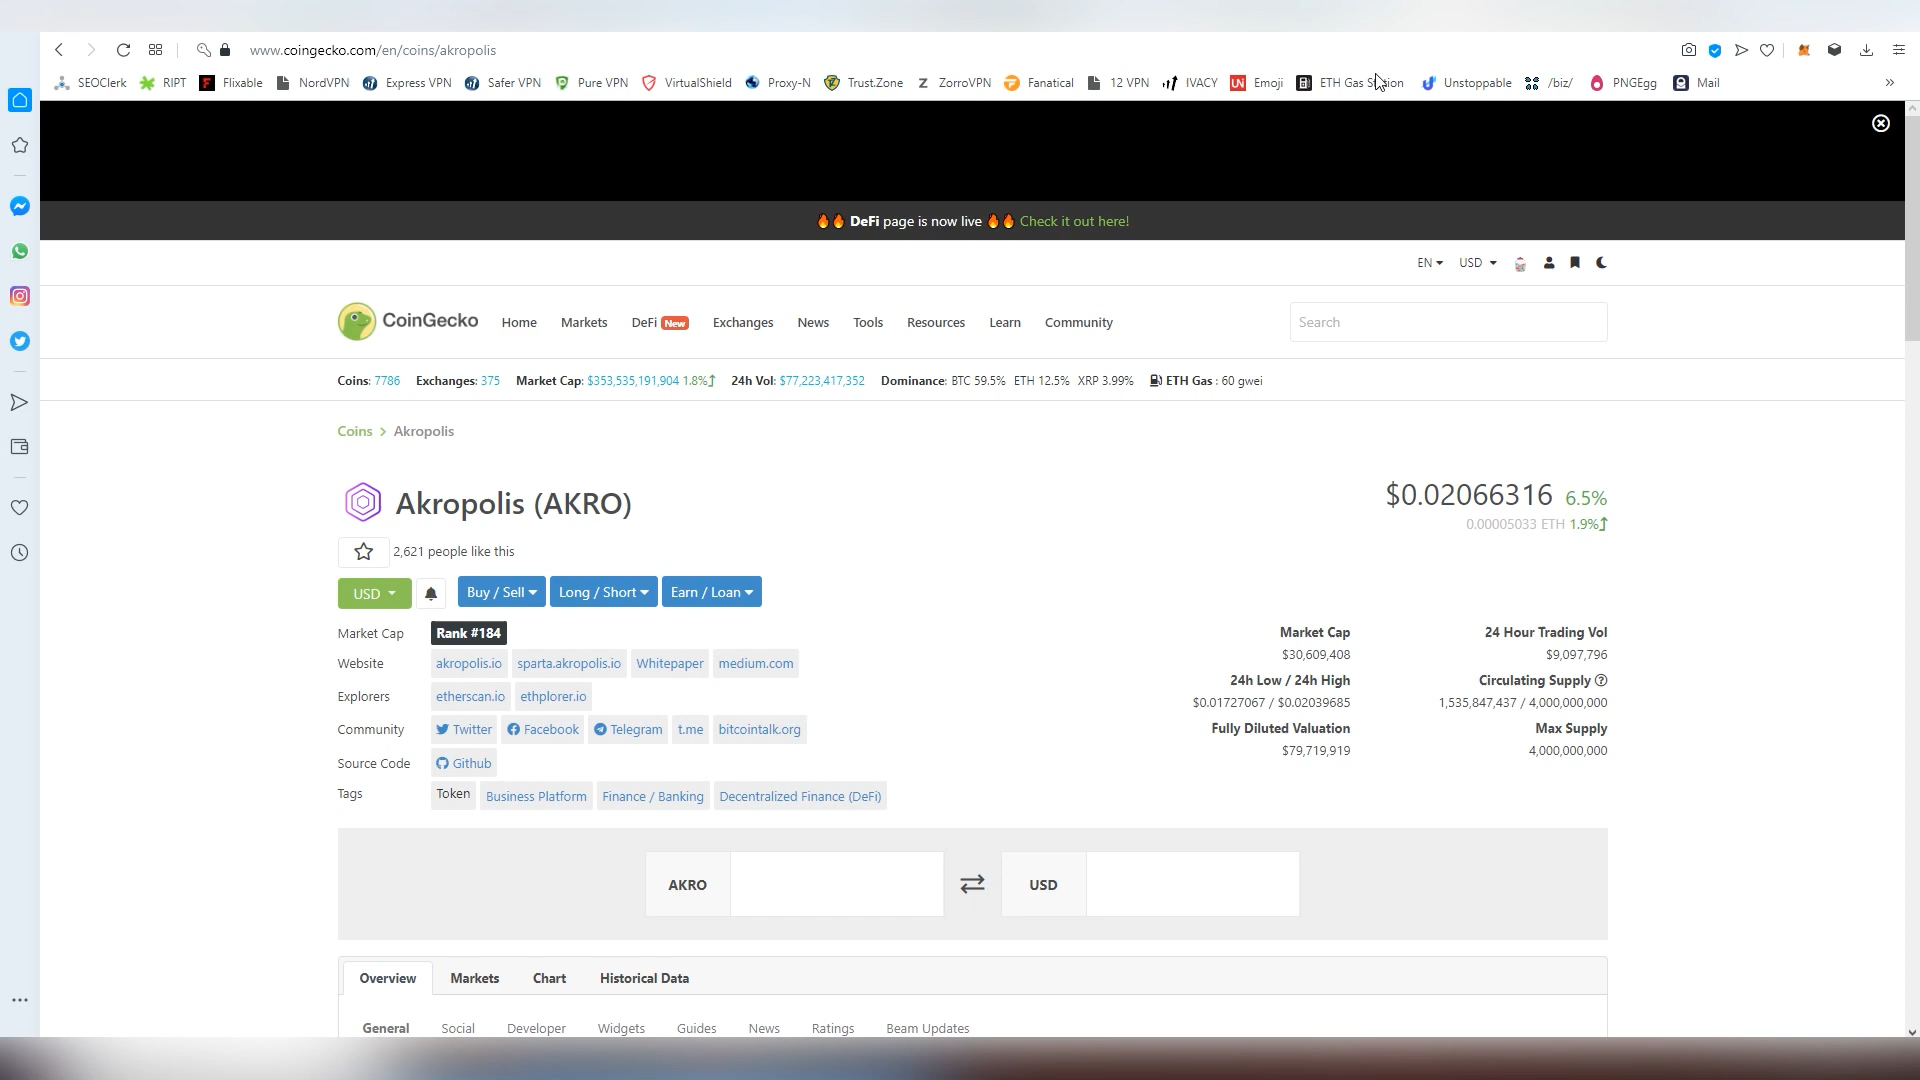 www.coingecko.com/en/coins/akropolis
SEOClerk RIPT Flixable NordVPN Express VPN Safer VPN Pure VPN VirtualShield Proxy-N Trust.Zone ZorroVPN Fanatical 12 VPN IVACY Emoji ETH Gas Station Unstoppable /biz/ PNGEgg Mail »
🔥🔥 DeFi page is now live 🔥🔥 Check it out here!
EN USD
CoinGecko Home Markets DeFi New Exchanges News Tools Resources Learn Community Search
Coins: 7786 Exchanges: 375 Market Cap: $353,535,191,904 1.8% 24h Vol: $77,223,417,352 Dominance: BTC 59.5% ETH 12.5% XRP 3.99% ETH Gas : 60 gwei
Coins > Akropolis
Akropolis (AKRO)
$0.02066316 6.5%
0.00005033 ETH 1.9%
2,621 people like this
USD Buy / Sell Long / Short Earn / Loan
Market Cap Rank #184
Website akropolis.io sparta.akropolis.io Whitepaper medium.com
Explorers etherscan.io ethplorer.io
Community Twitter Facebook Telegram t.me bitcointalk.org
Source Code Github
Tags Token Business Platform Finance / Banking Decentralized Finance (DeFi)
Market Cap 24 Hour Trading Vol
$30,609,408 $9,097,796
24h Low / 24h High Circulating Supply
$0.01727067 / $0.02039685 1,535,847,437 / 4,000,000,000
Fully Diluted Valuation Max Supply
$79,719,919 4,000,000,000
AKRO USD
Overview Markets Chart Historical Data
General Social Developer Widgets Guides News Ratings Beam Updates